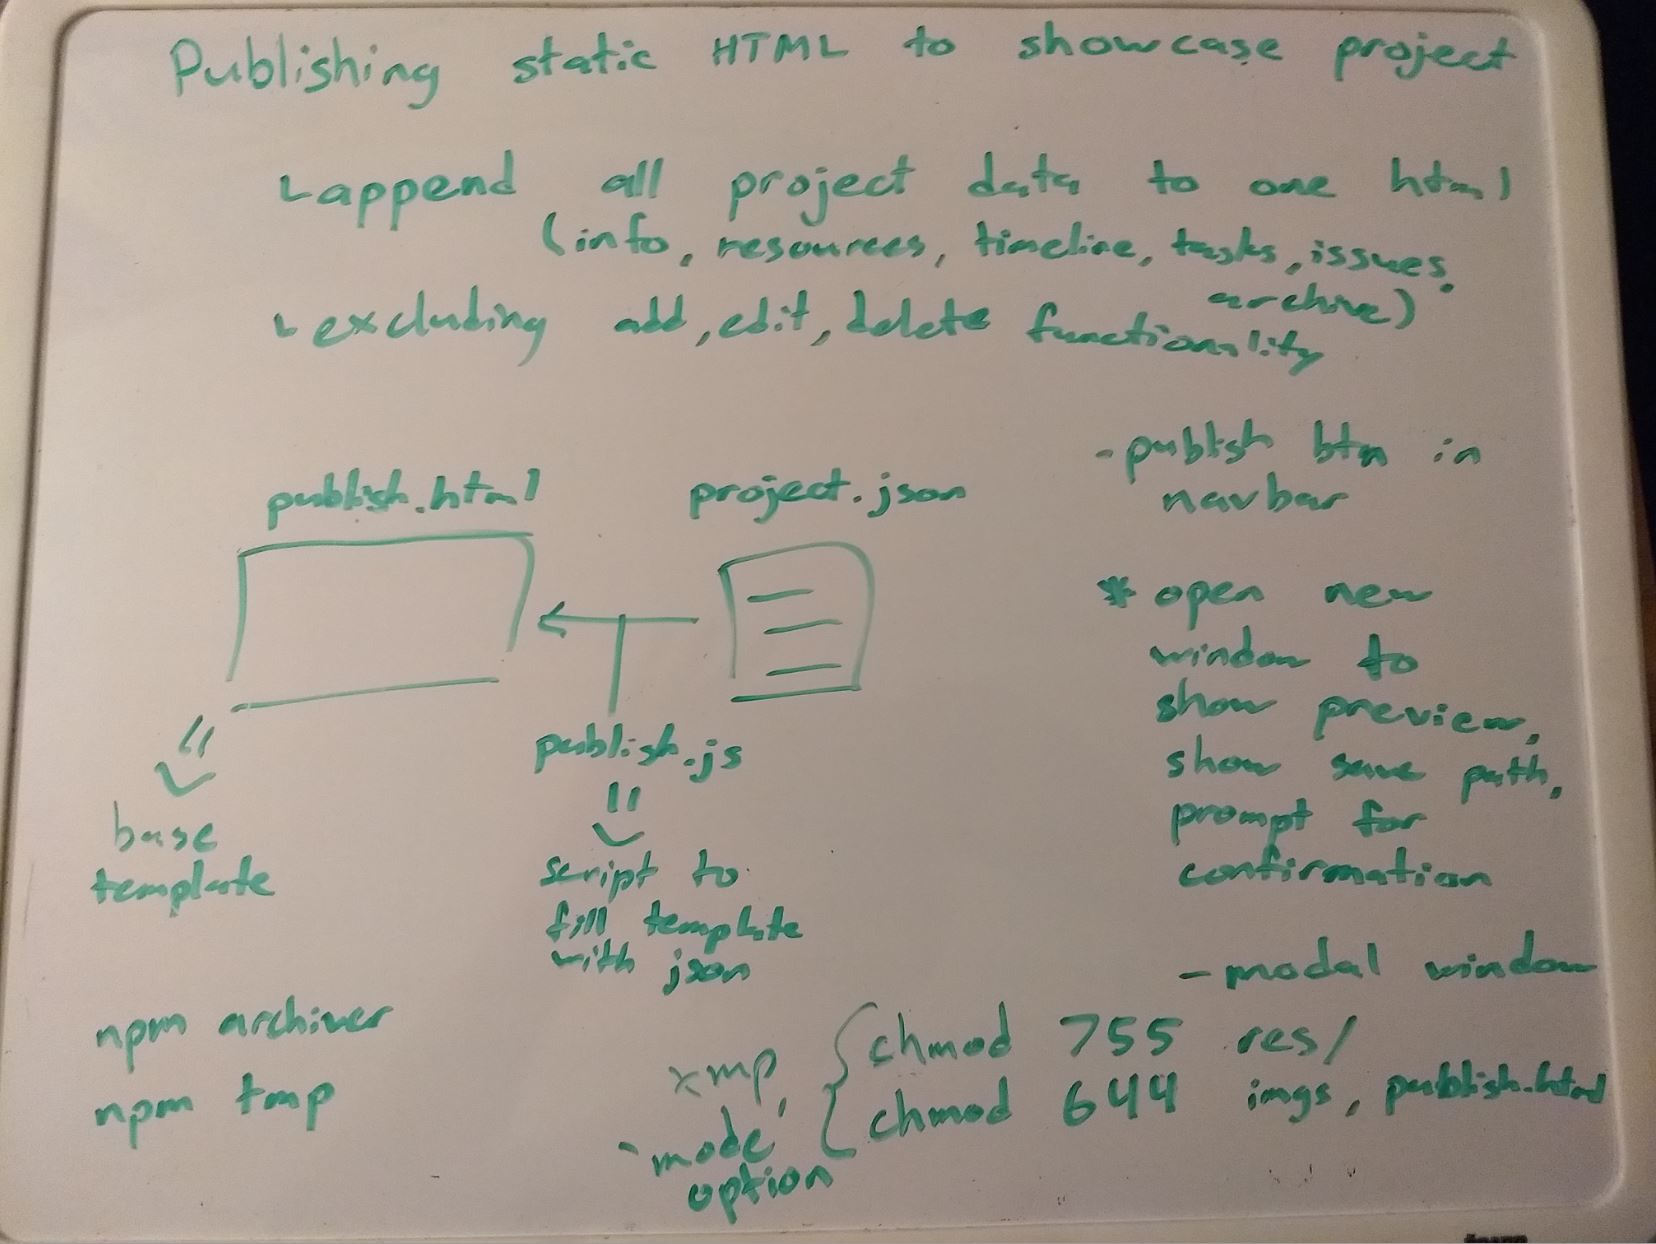 Publishing static HTML to showcase project
append all project data to one html
(info, resources, timeline, tasks, issues,
archive)
excluding add, edit, delete functionality
- publish btn in
navbar
publish.html
project.json
* open new
window to
show preview,
show save path,
prompt for
confirmation
- modal window
publish.js
base
template
script to
fill template
with json
npm archiver
npm tmp
'mode'
option
chmod 755 res/
chmod 644 imgs, publish.html